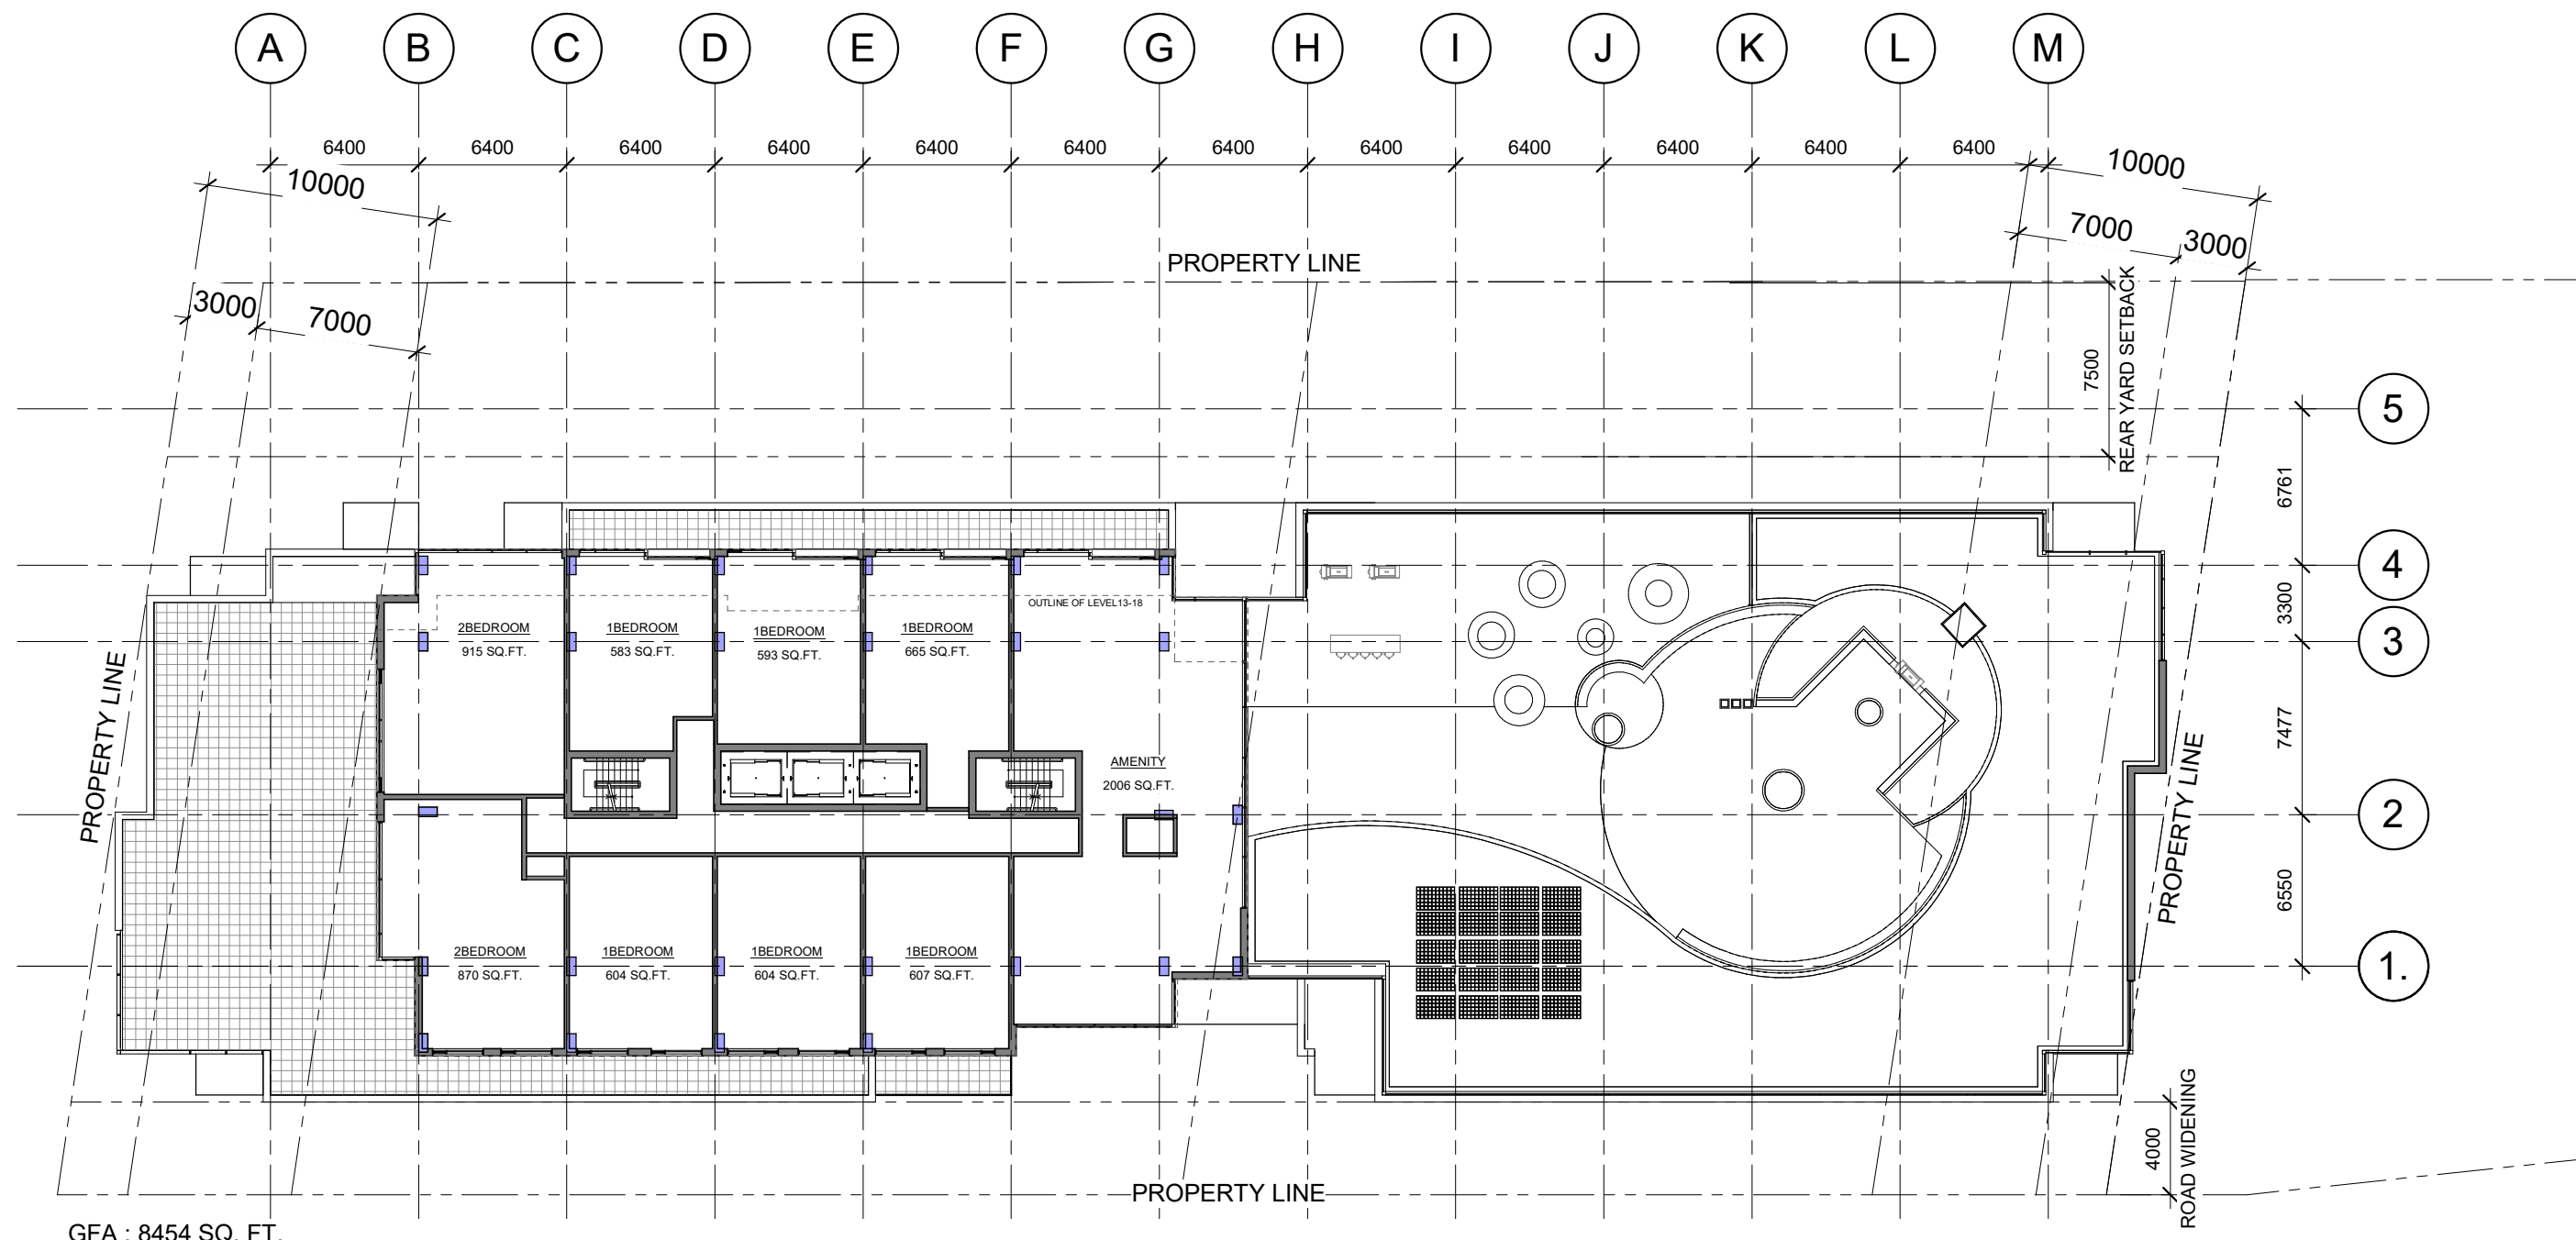 A B C D E F G H I J K L M
6400 6400 6400 6400 6400 6400 6400 6400 6400 6400 6400 6400
10000
10000
7000
3000
PROPERTY LINE
3000
7000
7500
REAR YARD SETBACK
5
6761
4
3300
3
7477
2
6550
1.
OUTLINE OF LEVEL13-18
2BEDROOM
915 SQ.FT.
1BEDROOM
583 SQ.FT.
1BEDROOM
593 SQ.FT.
1BEDROOM
665 SQ.FT.
PROPERTY LINE
AMENITY
2006 SQ.FT.
PROPERTY LINE
2BEDROOM
870 SQ.FT.
1BEDROOM
604 SQ.FT.
1BEDROOM
604 SQ.FT.
1BEDROOM
607 SQ.FT.
4000
ROAD WIDENING
PROPERTY LINE
GFA : 8454 SQ. FT.